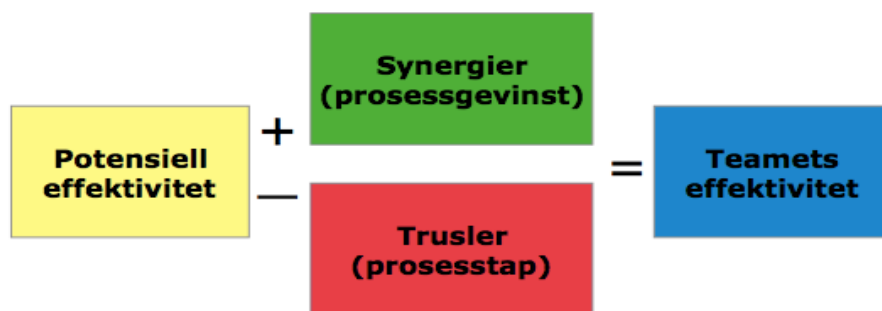 Potensiell
effektivitet
+
—
Synergier
(prosessgevinst)
Trusler
(prosesstap)
=
Teamets
effektivitet